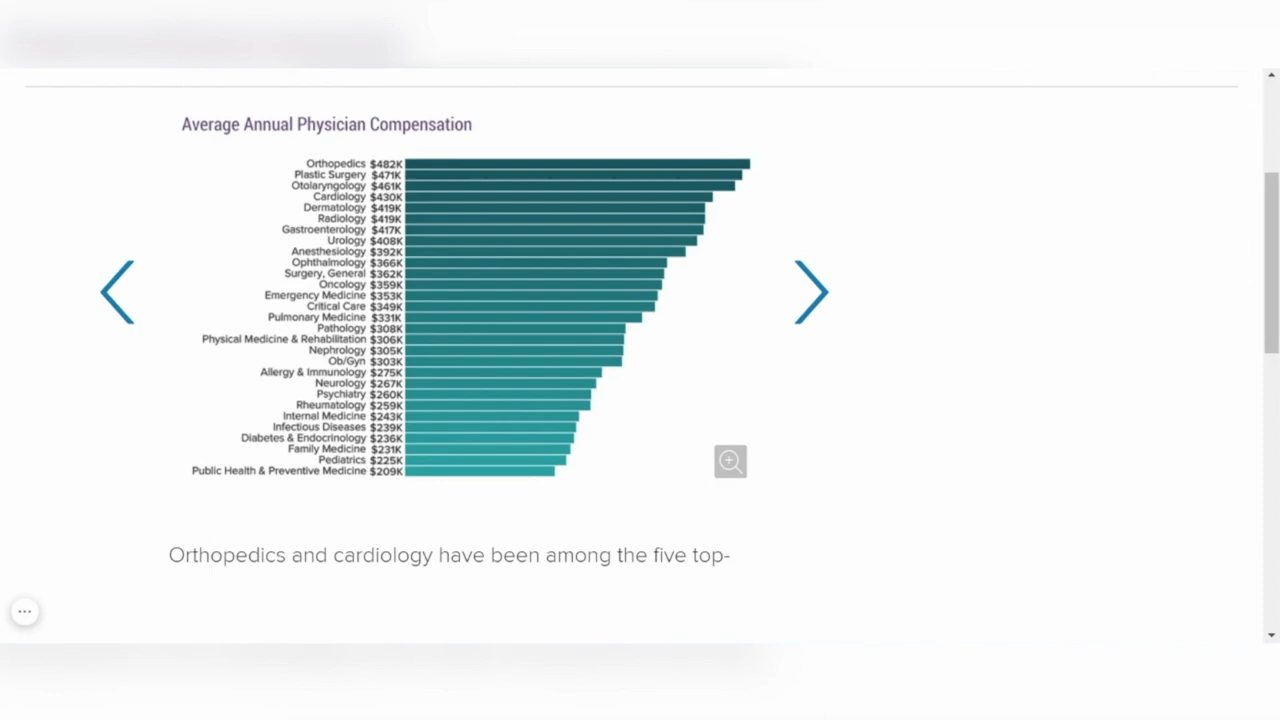 Average Annual Physician Compensation
Orthopedics $482K
Plastic Surgery $471K
Otolaryngology $461K
Cardiology $430K
Dermatology $419K
Radiology $419K
Gastroenterology $417K
Urology $408K
Anesthesiology $392K
Ophthalmology $366K
Surgery, General $362K
Oncology $359K
Emergency Medicine $353K
Critical Care $349K
Pulmonary Medicine $331K
Pathology $308K
Physical Medicine & Rehabilitation $306K
Nephrology $305K
Ob/Gyn $303K
Allergy & Immunology $275K
Neurology $267K
Psychiatry $260K
Rheumatology $259K
Internal Medicine $243K
Infectious Diseases $239K
Diabetes & Endocrinology $236K
Family Medicine $231K
Pediatrics $225K
Public Health & Preventive Medicine $209K
Orthopedics and cardiology have been among the five top-